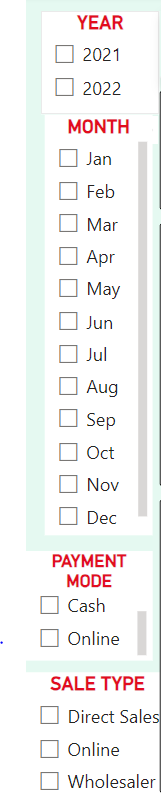 YEAR
2021
2022
MONTH
Jan
Feb
Mar
Apr
May
Jun
Jul
Aug
Sep
Oct
Nov
Dec
PAYMENT
MODE
Cash
Online
SALE TYPE
Direct Sales
Online
Wholesaler